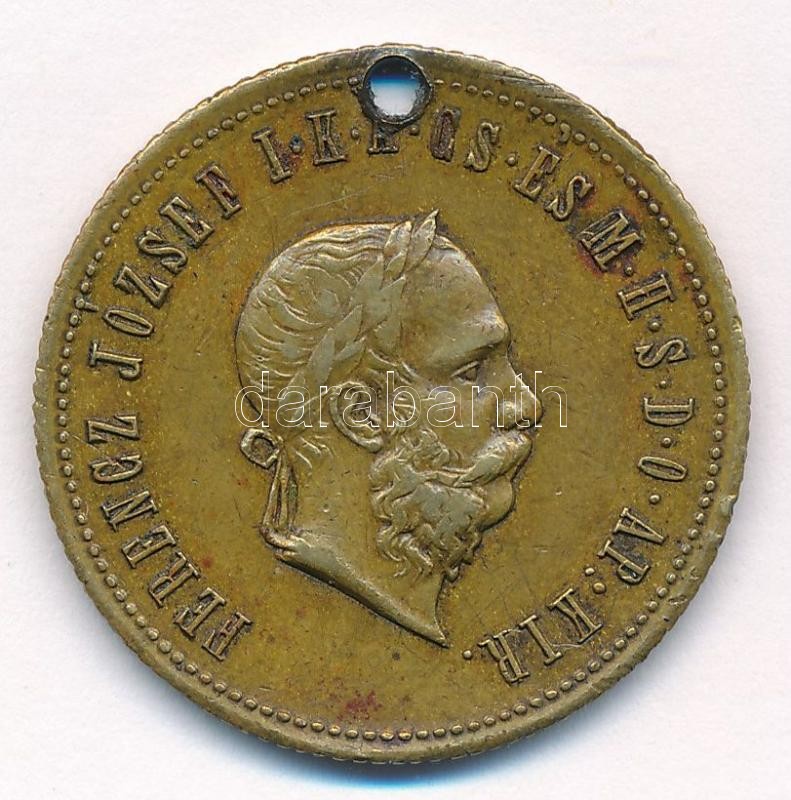 FERENCZ JÓZSEF I · K · A · CS · ÉS M · H · S · D · O · AP : KIR ·
darabanth